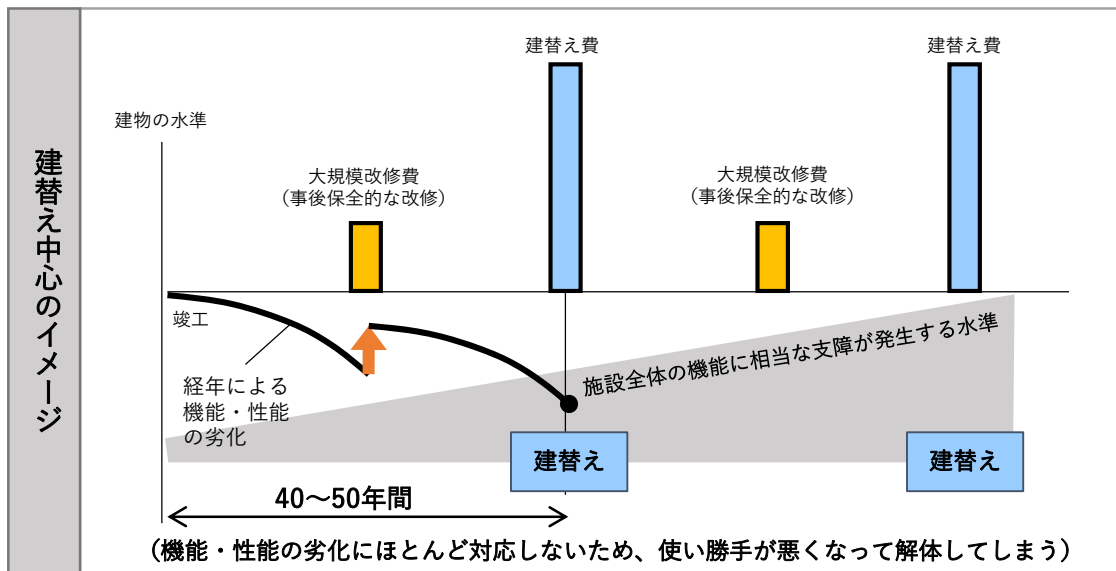 建替え中心のイメージ
建替え費
建替え費
建物の水準
大規模改修費
（事後保全的な改修）
大規模改修費
（事後保全的な改修）
竣工
経年による
機能・性能
の劣化
施設全体の機能に相当な支障が発生する水準
建替え
建替え
40～50年間
（機能・性能の劣化にほとんど対応しないため、使い勝手が悪くなって解体してしまう）